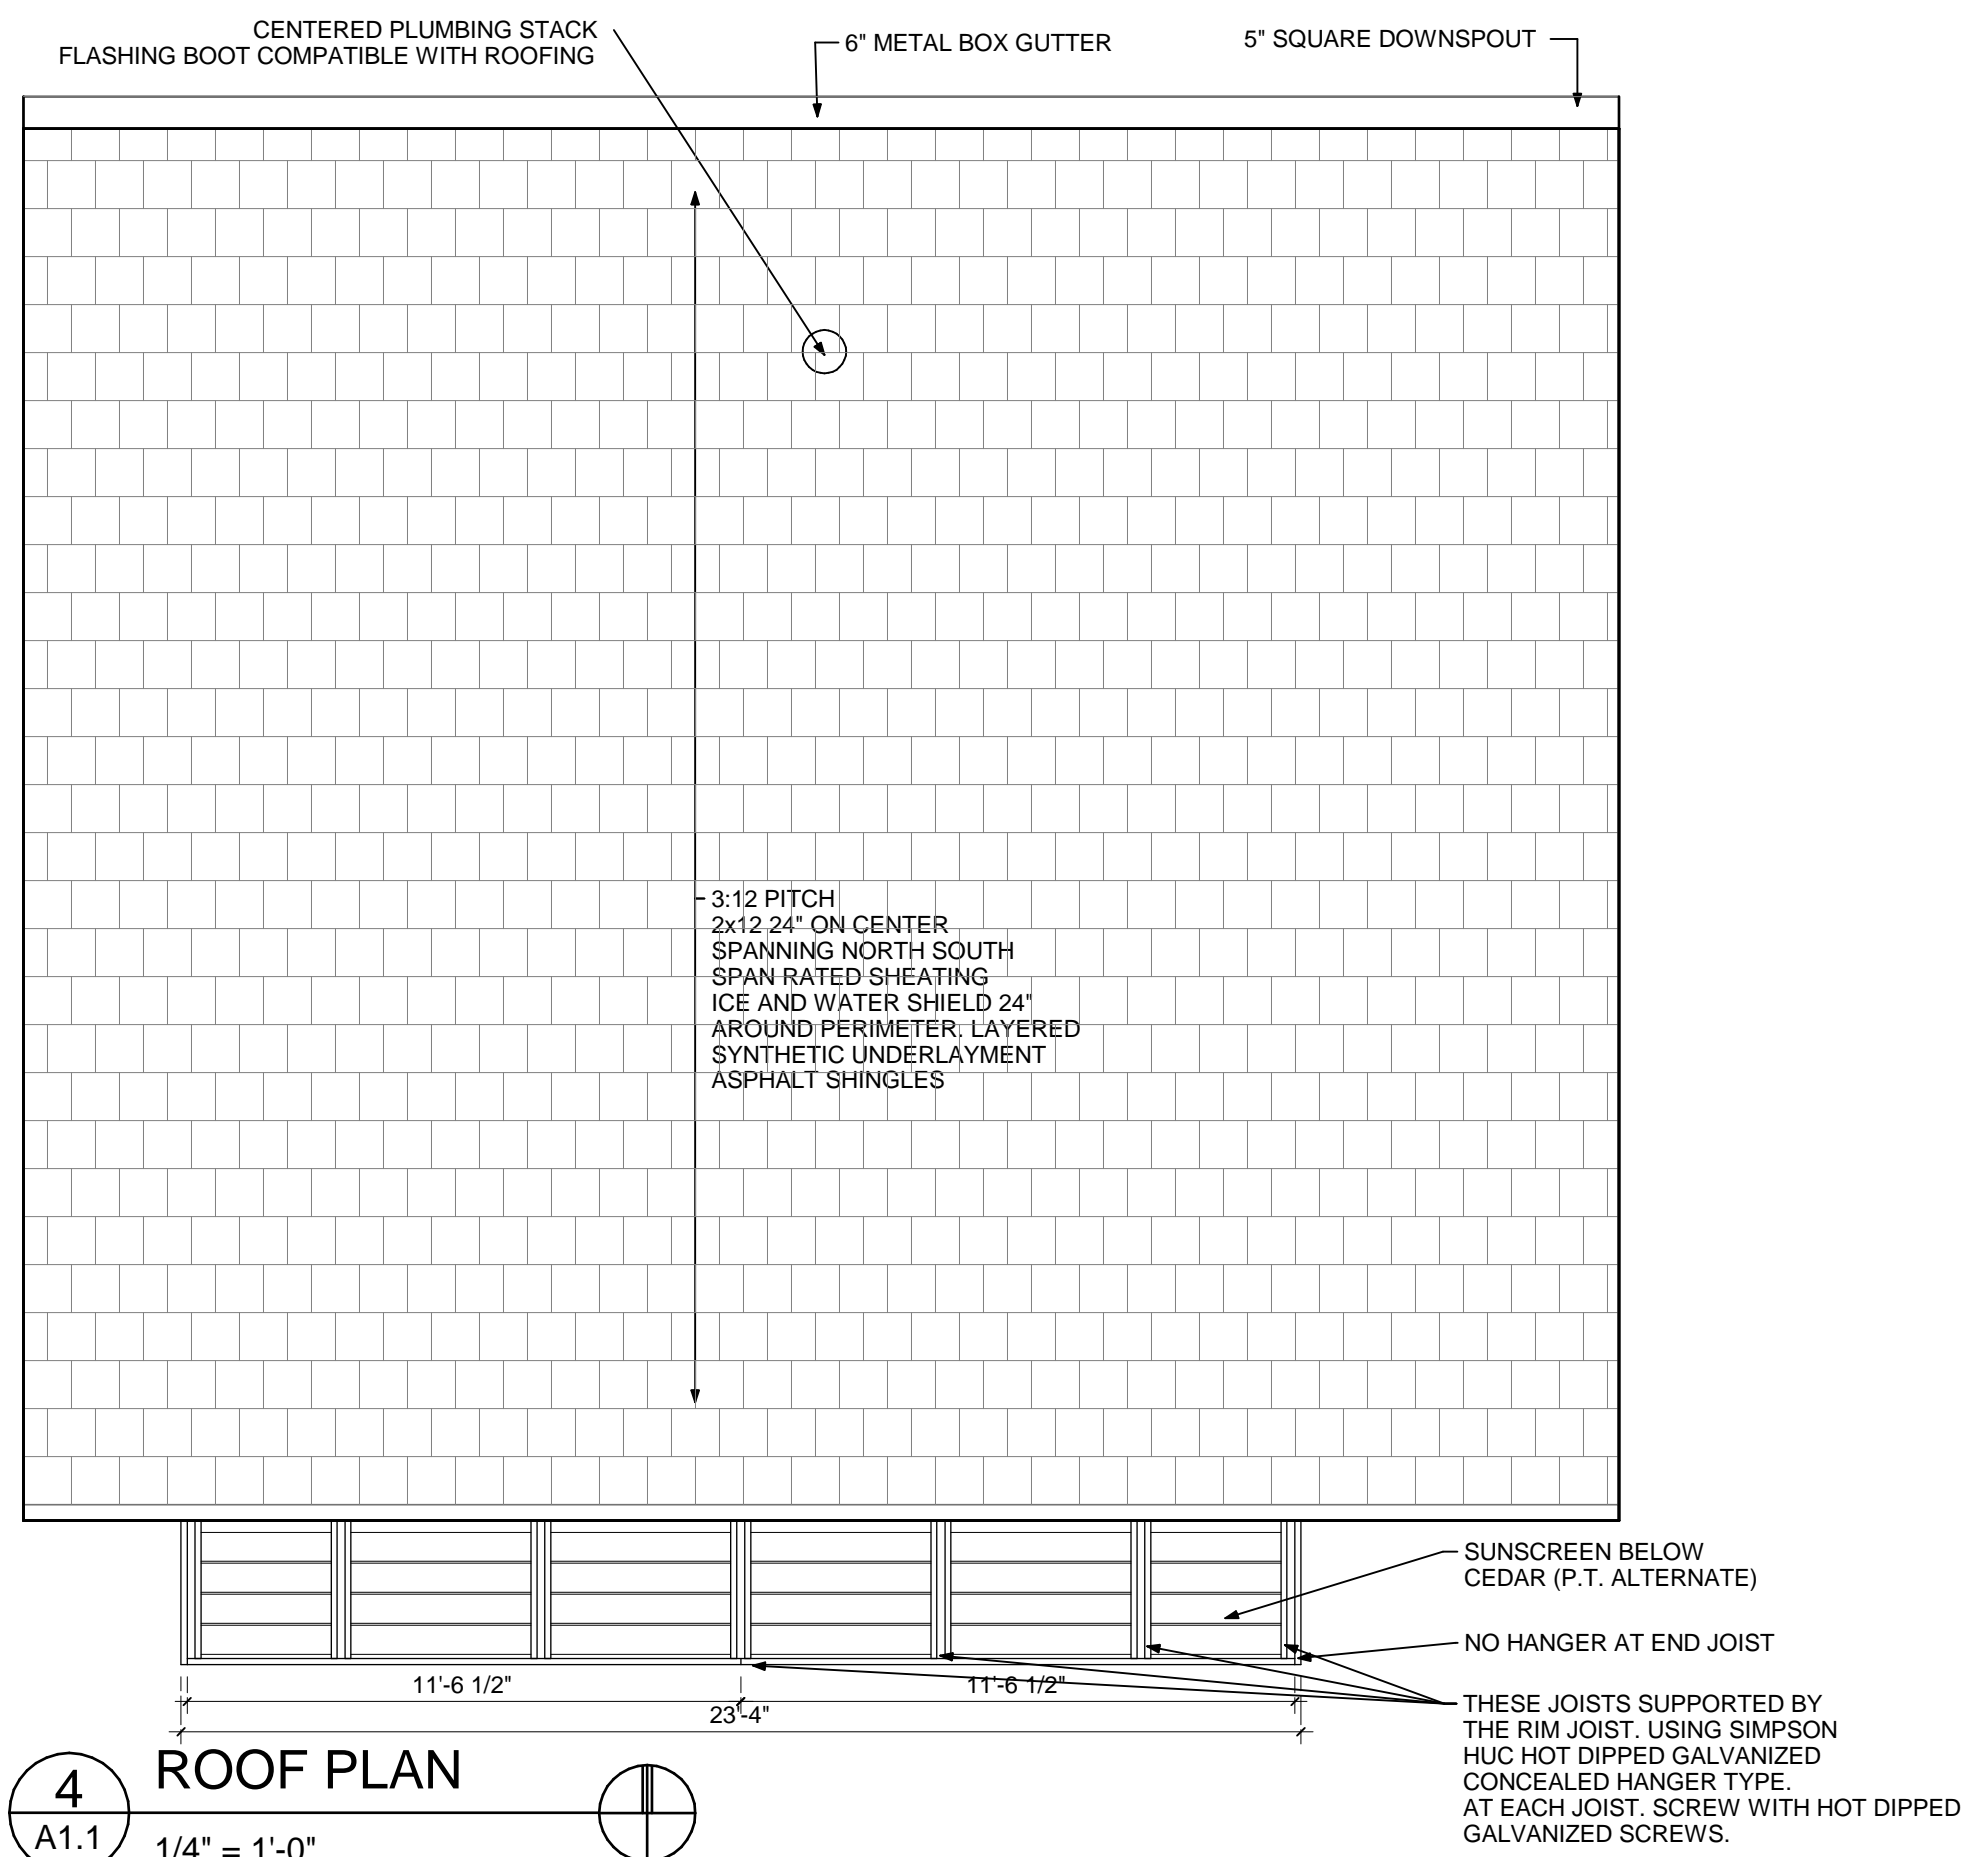 CENTERED PLUMBING STACK
FLASHING BOOT COMPATIBLE WITH ROOFING
6" METAL BOX GUTTER
5" SQUARE DOWNSPOUT
3:12 PITCH
2x12 24" ON CENTER
SPANNING NORTH SOUTH
SPAN RATED SHEATING
ICE AND WATER SHIELD 24"
AROUND PERIMETER. LAYERED
SYNTHETIC UNDERLAYMENT
ASPHALT SHINGLES
SUNSCREEN BELOW
CEDAR (P.T. ALTERNATE)
NO HANGER AT END JOIST
11'-6 1/2"
11'-6 1/2"
23'-4"
THESE JOISTS SUPPORTED BY
THE RIM JOIST. USING SIMPSON
HUC HOT DIPPED GALVANIZED
CONCEALED HANGER TYPE.
AT EACH JOIST. SCREW WITH HOT DIPPED
GALVANIZED SCREWS.
4
A1.1
ROOF PLAN
1/4" = 1'-0"